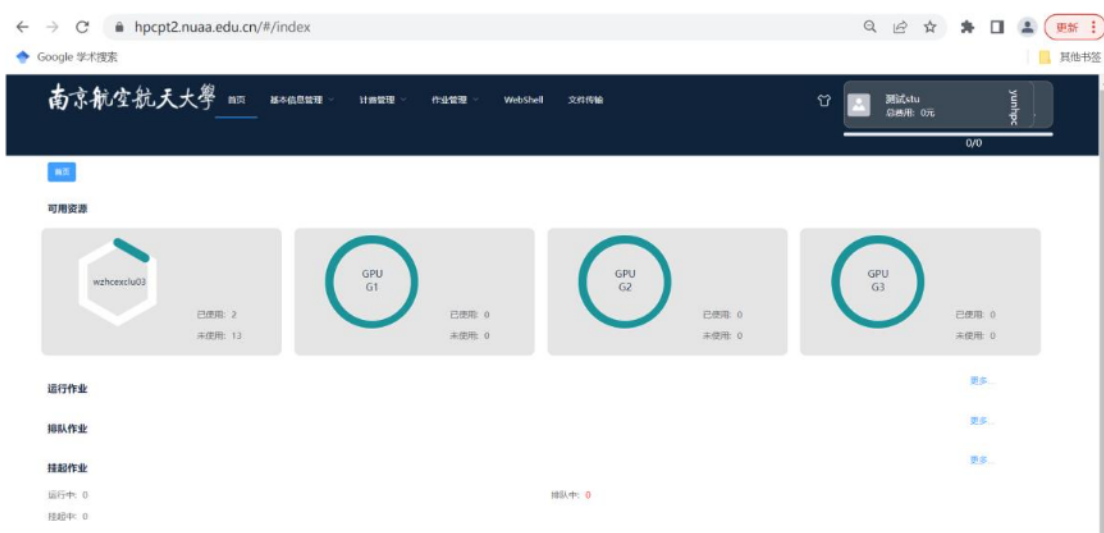 hpcpt2.nuaa.edu.cn/#/index
更新
Google 学术搜索
其他书签
南京航空航天大學 首页 基本信息管理 计费管理 作业管理 WebShell 文件传输
测试stu
总费用: 0元
yunhpc
0/0
首页
可用资源
wzhcexclu03
已使用: 2
未使用: 13
GPU
G1
已使用: 0
未使用: 0
GPU
G2
已使用: 0
未使用: 0
GPU
G3
已使用: 0
未使用: 0
运行作业 更多...
排队作业 更多...
挂起作业 更多...
运行中: 0 排队中: 0
挂起中: 0